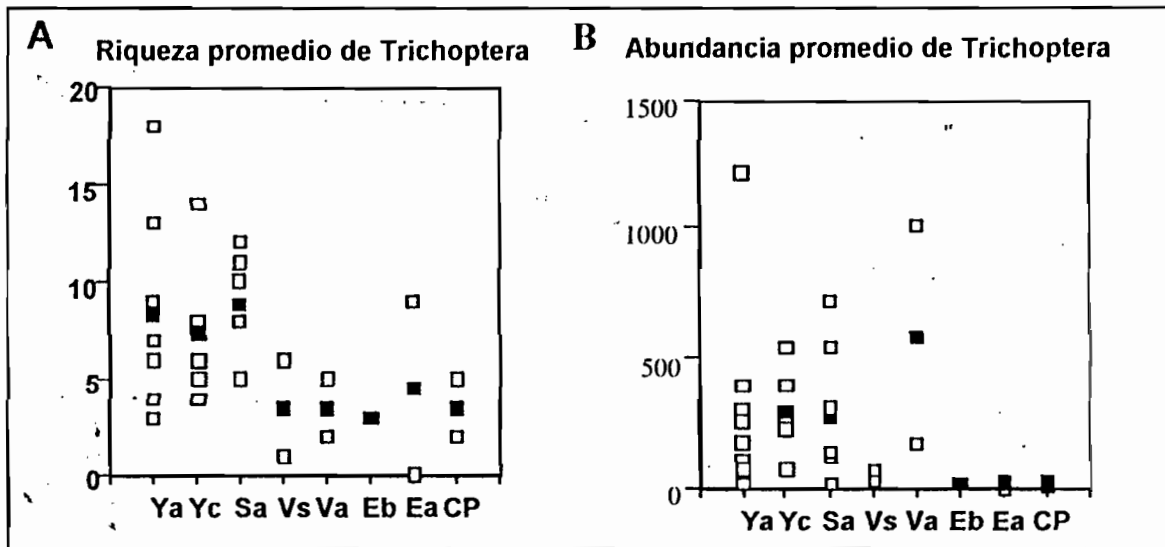 A
Riqueza promedio de Trichoptera
20
15
10
5
0
Ya Yc Sa Vs Va Eb Ea CP
B
Abundancia promedio de Trichoptera
1500
1000
500
0
Ya Yc Sa Vs Va Eb Ea CP